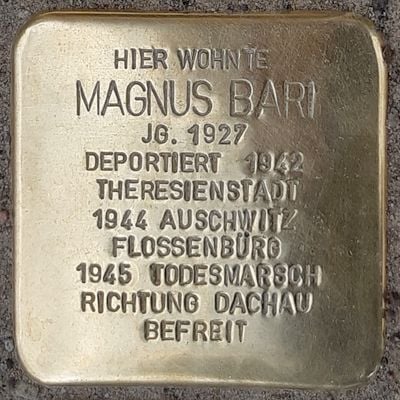 HIER WOHNTE
MAGNUS BARI
JG. 1927
DEPORTIERT 1942
THERESIENSTADT
1944 AUSCHWITZ
FLOSSENBÜRG
1945 TODESMARSCH
RICHTUNG DACHAU
BEFREIT